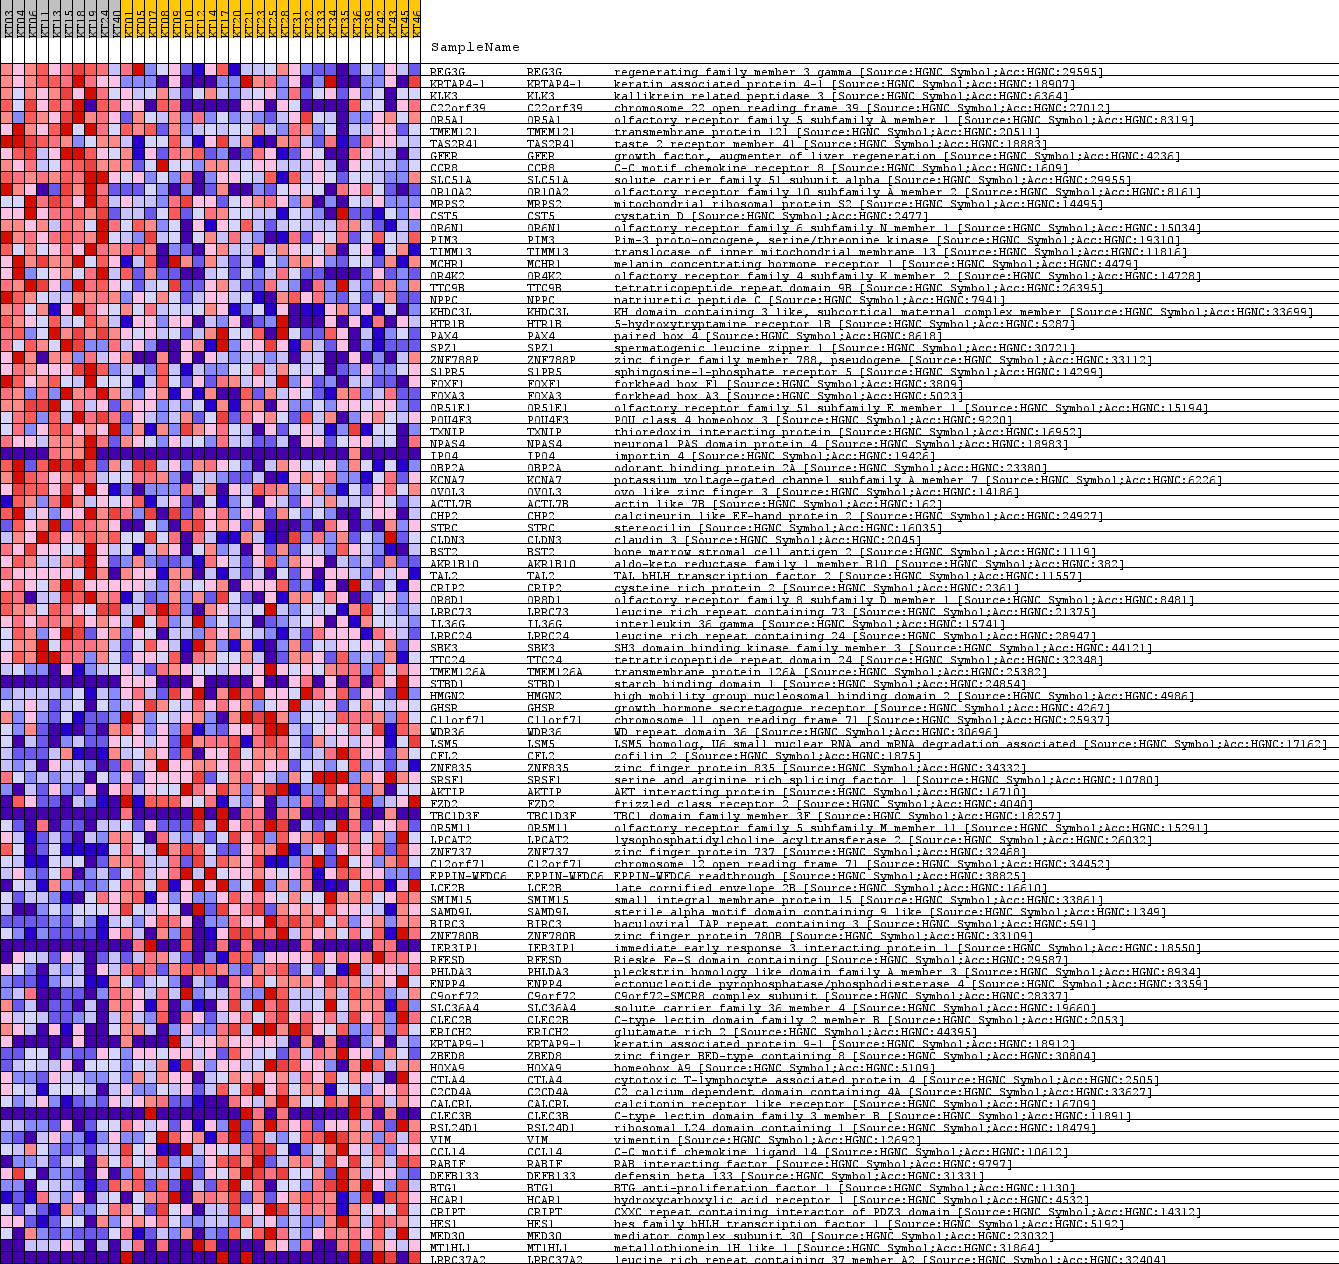 KT03 KT04 KT06 KT11 KT13 KT15 KT18 KT19 KT24 KT40 KT01 KT05 KT07 KT08 KT09 KT10 KT12 KT14 KT17 KT20 KT21 KT23 KT25 KT28 KT31 KT32 KT33 KT34 KT35 KT36 KT39 KT42 KT43 KT45 KT46
SampleName
REG3G REG3G regenerating family member 3 gamma [Source:HGNC Symbol;Acc:HGNC:29595]
KRTAP4-1 KRTAP4-1 keratin associated protein 4-1 [Source:HGNC Symbol;Acc:HGNC:18907]
KLK3 KLK3 kallikrein related peptidase 3 [Source:HGNC Symbol;Acc:HGNC:6364]
C22orf39 C22orf39 chromosome 22 open reading frame 39 [Source:HGNC Symbol;Acc:HGNC:27012]
OR5A1 OR5A1 olfactory receptor family 5 subfamily A member 1 [Source:HGNC Symbol;Acc:HGNC:8319]
TMEM121 TMEM121 transmembrane protein 121 [Source:HGNC Symbol;Acc:HGNC:20511]
TAS2R41 TAS2R41 taste 2 receptor member 41 [Source:HGNC Symbol;Acc:HGNC:18883]
GFER GFER growth factor, augmenter of liver regeneration [Source:HGNC Symbol;Acc:HGNC:4236]
CCR8 CCR8 C-C motif chemokine receptor 8 [Source:HGNC Symbol;Acc:HGNC:1609]
SLC51A SLC51A solute carrier family 51 subunit alpha [Source:HGNC Symbol;Acc:HGNC:29955]
OR10A2 OR10A2 olfactory receptor family 10 subfamily A member 2 [Source:HGNC Symbol;Acc:HGNC:8161]
MRPS2 MRPS2 mitochondrial ribosomal protein S2 [Source:HGNC Symbol;Acc:HGNC:14495]
CST5 CST5 cystatin D [Source:HGNC Symbol;Acc:HGNC:2477]
OR6N1 OR6N1 olfactory receptor family 6 subfamily N member 1 [Source:HGNC Symbol;Acc:HGNC:15034]
PIM3 PIM3 Pim-3 proto-oncogene, serine/threonine kinase [Source:HGNC Symbol;Acc:HGNC:19310]
TIMM13 TIMM13 translocase of inner mitochondrial membrane 13 [Source:HGNC Symbol;Acc:HGNC:11816]
MCHR1 MCHR1 melanin concentrating hormone receptor 1 [Source:HGNC Symbol;Acc:HGNC:4479]
OR4K2 OR4K2 olfactory receptor family 4 subfamily K member 2 [Source:HGNC Symbol;Acc:HGNC:14728]
TTC9B TTC9B tetratricopeptide repeat domain 9B [Source:HGNC Symbol;Acc:HGNC:26395]
NPPC NPPC natriuretic peptide C [Source:HGNC Symbol;Acc:HGNC:7941]
KHDC3L KHDC3L KH domain containing 3 like, subcortical maternal complex member [Source:HGNC Symbol;Acc:HGNC:33699]
HTR1B HTR1B 5-hydroxytryptamine receptor 1B [Source:HGNC Symbol;Acc:HGNC:5287]
PAX4 PAX4 paired box 4 [Source:HGNC Symbol;Acc:HGNC:8618]
SPZ1 SPZ1 spermatogenic leucine zipper 1 [Source:HGNC Symbol;Acc:HGNC:30721]
ZNF788P ZNF788P zinc finger family member 788, pseudogene [Source:HGNC Symbol;Acc:HGNC:33112]
S1PR5 S1PR5 sphingosine-1-phosphate receptor 5 [Source:HGNC Symbol;Acc:HGNC:14299]
FOXF1 FOXF1 forkhead box F1 [Source:HGNC Symbol;Acc:HGNC:3809]
FOXA3 FOXA3 forkhead box A3 [Source:HGNC Symbol;Acc:HGNC:5023]
OR51E1 OR51E1 olfactory receptor family 51 subfamily E member 1 [Source:HGNC Symbol;Acc:HGNC:15194]
POU4F3 POU4F3 POU class 4 homeobox 3 [Source:HGNC Symbol;Acc:HGNC:9220]
TXNIP TXNIP thioredoxin interacting protein [Source:HGNC Symbol;Acc:HGNC:16952]
NPAS4 NPAS4 neuronal PAS domain protein 4 [Source:HGNC Symbol;Acc:HGNC:18983]
IPO4 IPO4 importin 4 [Source:HGNC Symbol;Acc:HGNC:19426]
OBP2A OBP2A odorant binding protein 2A [Source:HGNC Symbol;Acc:HGNC:23380]
KCNA7 KCNA7 potassium voltage-gated channel subfamily A member 7 [Source:HGNC Symbol;Acc:HGNC:6226]
OVOL3 OVOL3 ovo like zinc finger 3 [Source:HGNC Symbol;Acc:HGNC:14186]
ACTL7B ACTL7B actin like 7B [Source:HGNC Symbol;Acc:HGNC:162]
CHP2 CHP2 calcineurin like EF-hand protein 2 [Source:HGNC Symbol;Acc:HGNC:24927]
STRC STRC stereocilin [Source:HGNC Symbol;Acc:HGNC:16035]
CLDN3 CLDN3 claudin 3 [Source:HGNC Symbol;Acc:HGNC:2045]
BST2 BST2 bone marrow stromal cell antigen 2 [Source:HGNC Symbol;Acc:HGNC:1119]
AKR1B10 AKR1B10 aldo-keto reductase family 1 member B10 [Source:HGNC Symbol;Acc:HGNC:382]
TAL2 TAL2 TAL bHLH transcription factor 2 [Source:HGNC Symbol;Acc:HGNC:11557]
CRIP2 CRIP2 cysteine rich protein 2 [Source:HGNC Symbol;Acc:HGNC:2361]
OR8D1 OR8D1 olfactory receptor family 8 subfamily D member 1 [Source:HGNC Symbol;Acc:HGNC:8481]
LRRC73 LRRC73 leucine rich repeat containing 73 [Source:HGNC Symbol;Acc:HGNC:21375]
IL36G IL36G interleukin 36 gamma [Source:HGNC Symbol;Acc:HGNC:15741]
LRRC24 LRRC24 leucine rich repeat containing 24 [Source:HGNC Symbol;Acc:HGNC:28947]
SBK3 SBK3 SH3 domain binding kinase family member 3 [Source:HGNC Symbol;Acc:HGNC:44121]
TTC24 TTC24 tetratricopeptide repeat domain 24 [Source:HGNC Symbol;Acc:HGNC:32348]
TMEM126A TMEM126A transmembrane protein 126A [Source:HGNC Symbol;Acc:HGNC:25382]
STBD1 STBD1 starch binding domain 1 [Source:HGNC Symbol;Acc:HGNC:24854]
HMGN2 HMGN2 high mobility group nucleosomal binding domain 2 [Source:HGNC Symbol;Acc:HGNC:4986]
GHSR GHSR growth hormone secretagogue receptor [Source:HGNC Symbol;Acc:HGNC:4267]
C11orf71 C11orf71 chromosome 11 open reading frame 71 [Source:HGNC Symbol;Acc:HGNC:25937]
WDR36 WDR36 WD repeat domain 36 [Source:HGNC Symbol;Acc:HGNC:30696]
LSM5 LSM5 LSM5 homolog, U6 small nuclear RNA and mRNA degradation associated [Source:HGNC Symbol;Acc:HGNC:17162]
CFL2 CFL2 cofilin 2 [Source:HGNC Symbol;Acc:HGNC:1875]
ZNF835 ZNF835 zinc finger protein 835 [Source:HGNC Symbol;Acc:HGNC:34332]
SRSF1 SRSF1 serine and arginine rich splicing factor 1 [Source:HGNC Symbol;Acc:HGNC:10780]
AKTIP AKTIP AKT interacting protein [Source:HGNC Symbol;Acc:HGNC:16710]
FZD2 FZD2 frizzled class receptor 2 [Source:HGNC Symbol;Acc:HGNC:4040]
TBC1D3F TBC1D3F TBC1 domain family member 3F [Source:HGNC Symbol;Acc:HGNC:18257]
OR5M11 OR5M11 olfactory receptor family 5 subfamily M member 11 [Source:HGNC Symbol;Acc:HGNC:15291]
LPCAT2 LPCAT2 lysophosphatidylcholine acyltransferase 2 [Source:HGNC Symbol;Acc:HGNC:26032]
ZNF737 ZNF737 zinc finger protein 737 [Source:HGNC Symbol;Acc:HGNC:32468]
C12orf71 C12orf71 chromosome 12 open reading frame 71 [Source:HGNC Symbol;Acc:HGNC:34452]
EPPIN-WFDC6 EPPIN-WFDC6 EPPIN-WFDC6 readthrough [Source:HGNC Symbol;Acc:HGNC:38825]
LCE2B LCE2B late cornified envelope 2B [Source:HGNC Symbol;Acc:HGNC:16610]
SMIM15 SMIM15 small integral membrane protein 15 [Source:HGNC Symbol;Acc:HGNC:33861]
SAMD9L SAMD9L sterile alpha motif domain containing 9 like [Source:HGNC Symbol;Acc:HGNC:1349]
BIRC3 BIRC3 baculoviral IAP repeat containing 3 [Source:HGNC Symbol;Acc:HGNC:591]
ZNF780B ZNF780B zinc finger protein 780B [Source:HGNC Symbol;Acc:HGNC:33109]
IER3IP1 IER3IP1 immediate early response 3 interacting protein 1 [Source:HGNC Symbol;Acc:HGNC:18550]
RFESD RFESD Rieske Fe-S domain containing [Source:HGNC Symbol;Acc:HGNC:29587]
PHLDA3 PHLDA3 pleckstrin homology like domain family A member 3 [Source:HGNC Symbol;Acc:HGNC:8934]
ENPP4 ENPP4 ectonucleotide pyrophosphatase/phosphodiesterase 4 [Source:HGNC Symbol;Acc:HGNC:3359]
C9orf72 C9orf72 C9orf72-SMCR8 complex subunit [Source:HGNC Symbol;Acc:HGNC:28337]
SLC36A4 SLC36A4 solute carrier family 36 member 4 [Source:HGNC Symbol;Acc:HGNC:19660]
CLEC2B CLEC2B C-type lectin domain family 2 member B [Source:HGNC Symbol;Acc:HGNC:2053]
ERICH2 ERICH2 glutamate rich 2 [Source:HGNC Symbol;Acc:HGNC:44395]
KRTAP9-1 KRTAP9-1 keratin associated protein 9-1 [Source:HGNC Symbol;Acc:HGNC:18912]
ZBED8 ZBED8 zinc finger BED-type containing 8 [Source:HGNC Symbol;Acc:HGNC:30804]
HOXA9 HOXA9 homeobox A9 [Source:HGNC Symbol;Acc:HGNC:5109]
CTLA4 CTLA4 cytotoxic T-lymphocyte associated protein 4 [Source:HGNC Symbol;Acc:HGNC:2505]
C2CD4A C2CD4A C2 calcium dependent domain containing 4A [Source:HGNC Symbol;Acc:HGNC:33627]
CALCRL CALCRL calcitonin receptor like receptor [Source:HGNC Symbol;Acc:HGNC:16709]
CLEC3B CLEC3B C-type lectin domain family 3 member B [Source:HGNC Symbol;Acc:HGNC:11891]
RSL24D1 RSL24D1 ribosomal L24 domain containing 1 [Source:HGNC Symbol;Acc:HGNC:18479]
VIM VIM vimentin [Source:HGNC Symbol;Acc:HGNC:12692]
CCL14 CCL14 C-C motif chemokine ligand 14 [Source:HGNC Symbol;Acc:HGNC:10612]
RABIF RABIF RAB interacting factor [Source:HGNC Symbol;Acc:HGNC:9797]
DEFB133 DEFB133 defensin beta 133 [Source:HGNC Symbol;Acc:HGNC:31331]
BTG1 BTG1 BTG anti-proliferation factor 1 [Source:HGNC Symbol;Acc:HGNC:1130]
HCAR1 HCAR1 hydroxycarboxylic acid receptor 1 [Source:HGNC Symbol;Acc:HGNC:4532]
CRIPT CRIPT CXXC repeat containing interactor of PDZ3 domain [Source:HGNC Symbol;Acc:HGNC:14312]
HES1 HES1 hes family bHLH transcription factor 1 [Source:HGNC Symbol;Acc:HGNC:5192]
MED30 MED30 mediator complex subunit 30 [Source:HGNC Symbol;Acc:HGNC:23032]
MT1HL1 MT1HL1 metallothionein 1H like 1 [Source:HGNC Symbol;Acc:HGNC:31864]
LRRC37A2 LRRC37A2 leucine rich repeat containing 37 member A2 [Source:HGNC Symbol;Acc:HGNC:32404]